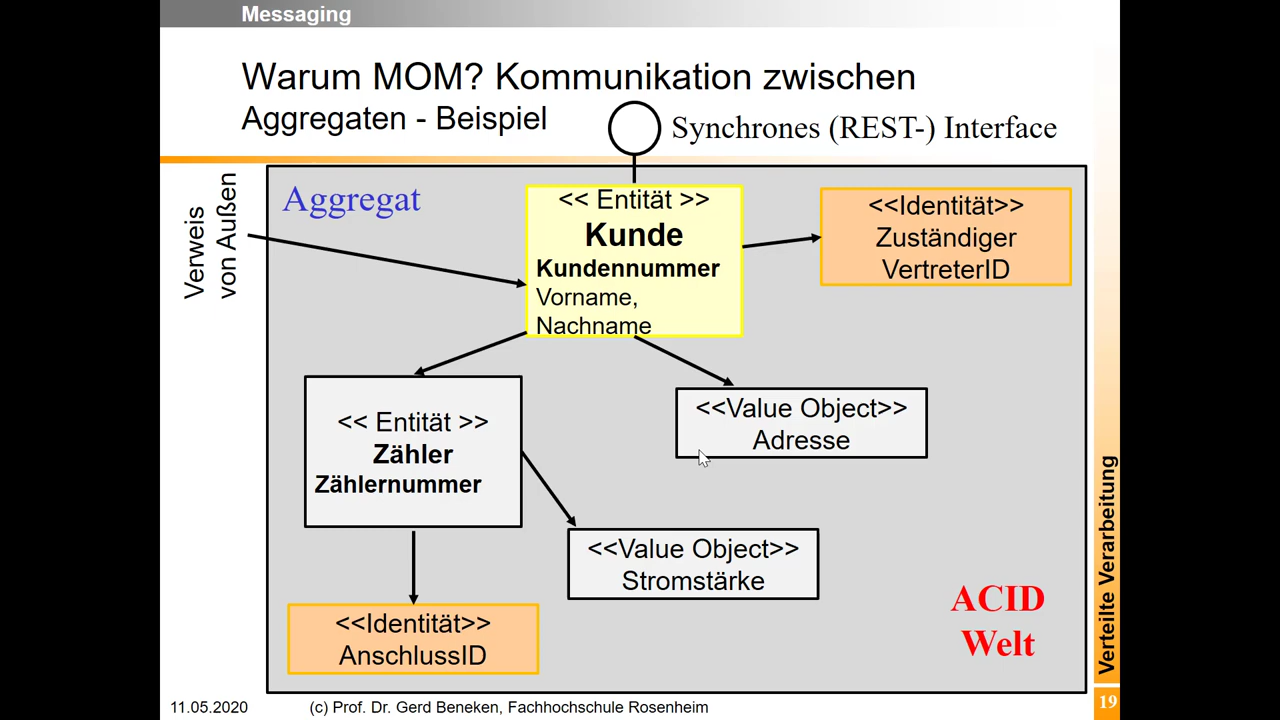 Messaging
Warum MOM? Kommunikation zwischen
Aggregaten - Beispiel
Synchrones (REST-) Interface
Verweis
von Außen
Aggregat
<< Entität >>
Kunde
Kundennummer
Vorname,
Nachname
<<Identität>>
Zuständiger
VertreterID
<< Entität >>
Zähler
Zählernummer
<<Value Object>>
Adresse
<<Value Object>>
Stromstärke
<<Identität>>
AnschlussID
ACID
Welt
Verteilte Verarbeitung
11.05.2020
(c) Prof. Dr. Gerd Beneken, Fachhochschule Rosenheim
19